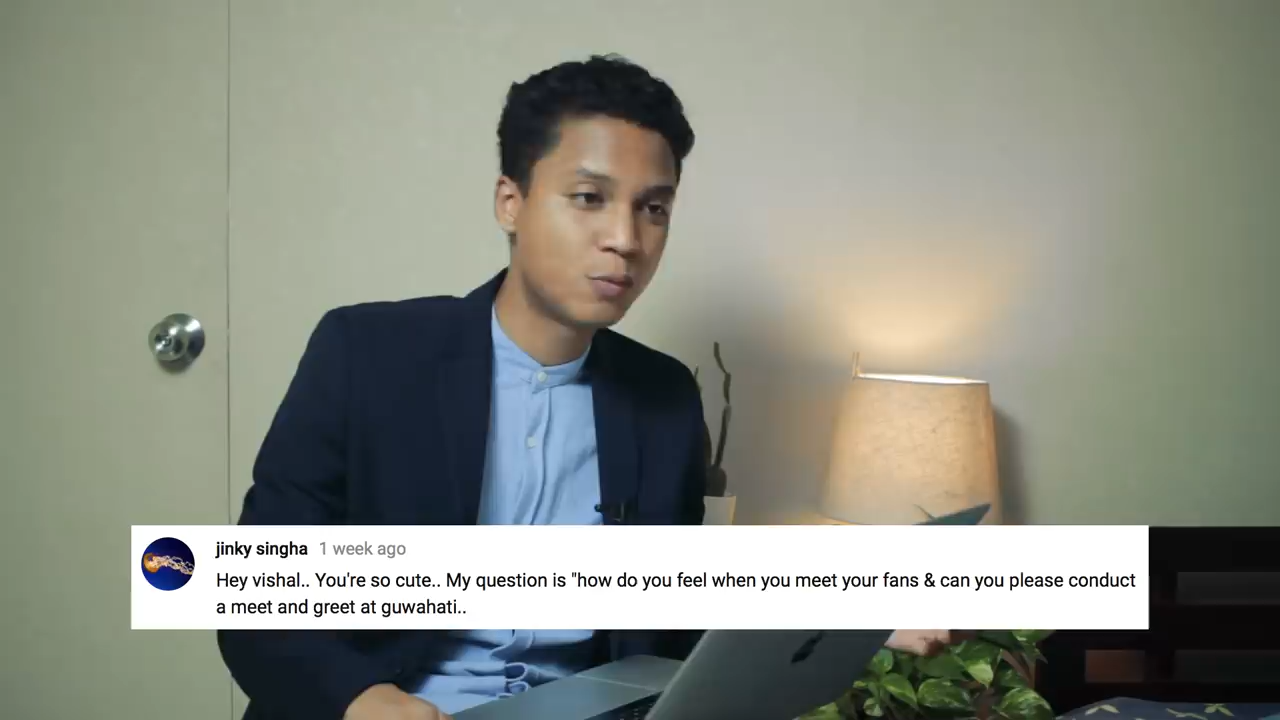 jinky singha 1 week ago
Hey vishal.. You're so cute.. My question is "how do you feel when you meet your fans & can you please conduct
a meet and greet at guwahati..